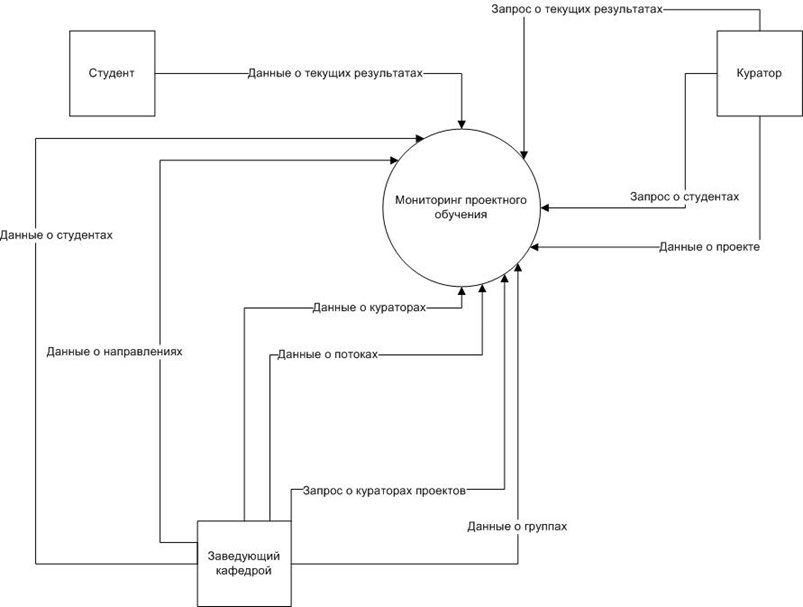 Запрос о текущих результатах
Студент
Данные о текущих результатах
Куратор
Мониторинг проектного
обучения
Запрос о студентах
Данные о студентах
Данные о проекте
Данные о кураторах
Данные о направлениях
Данные о потоках
Запрос о кураторах проектов
Данные о группах
Заведующий
кафедрой